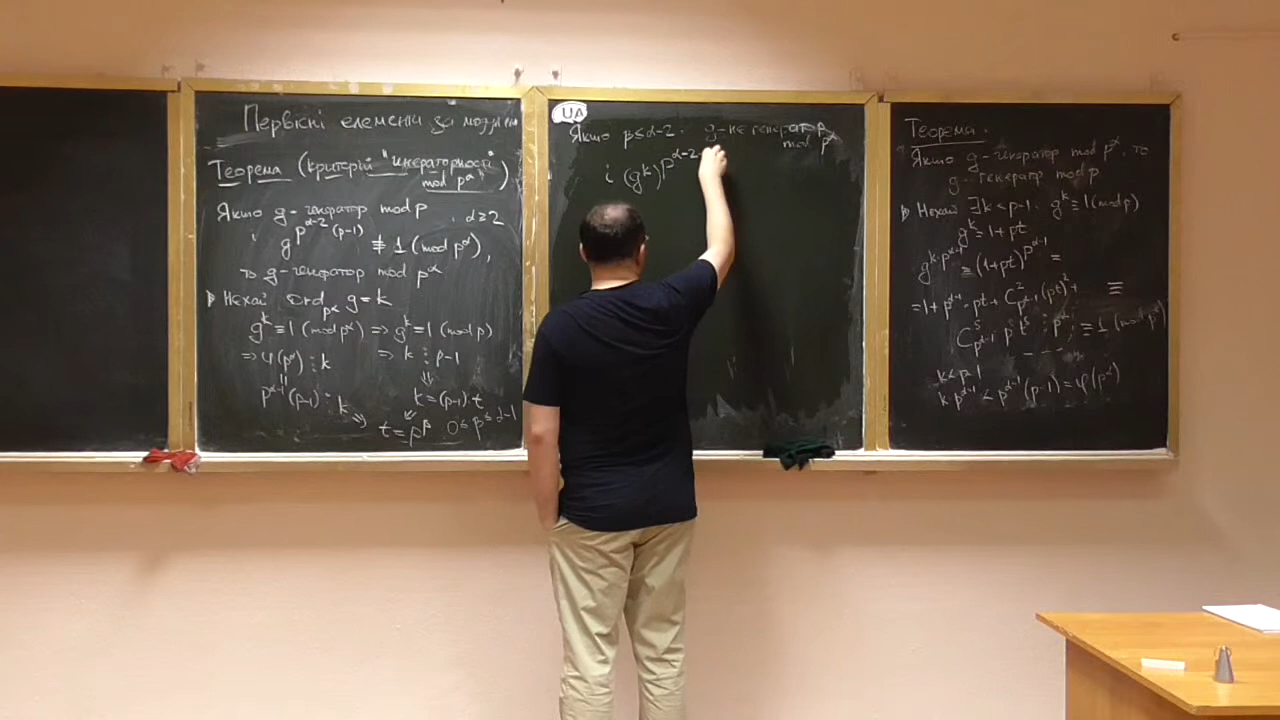 Первісні елементи за модулем
Теорема (критерій "генераторності"
mod p^α")
Якщо g - генератор mod p, α≥2
і g^{p^{α-2}(p-1)} ≢ 1 (mod p^α),
то g - генератор mod p^α
Нехай Ord_{p^α} g = k
g^k ≡ 1 (mod p^α) => g^k ≡ 1 (mod p)
=> φ(p^α) ⋮ k => k ⋮ p-1
p^{α-1}(p-1) ⋮ k k = (p-1)·t
=> t = p^β 0 ≤ β ≤ α-1
UA
Якщо β ≤ α-2. g - не генератор
mod p^α
і (g^k)^{p^{α-2-
Теорема.
Якщо g - генератор mod p^α, то
g - генератр mod p
Нехай ∃k < p-1. g^k ≡ 1 (mod p)
g^k = 1+pt
g^{k·p^{α-1}} = (1+pt)^{p^{α-1}} =
= 1 + p^{α-1}·pt + C^2_{p^{α-1}} (pt)^2 + ≡
C^s_{p^{α-1}} p^s t^s ⋮ p^α ≡ 1 (mod p^α)
k < p-1
k·p^{α-1} < p^{α-1}(p-1) = φ(p^α)